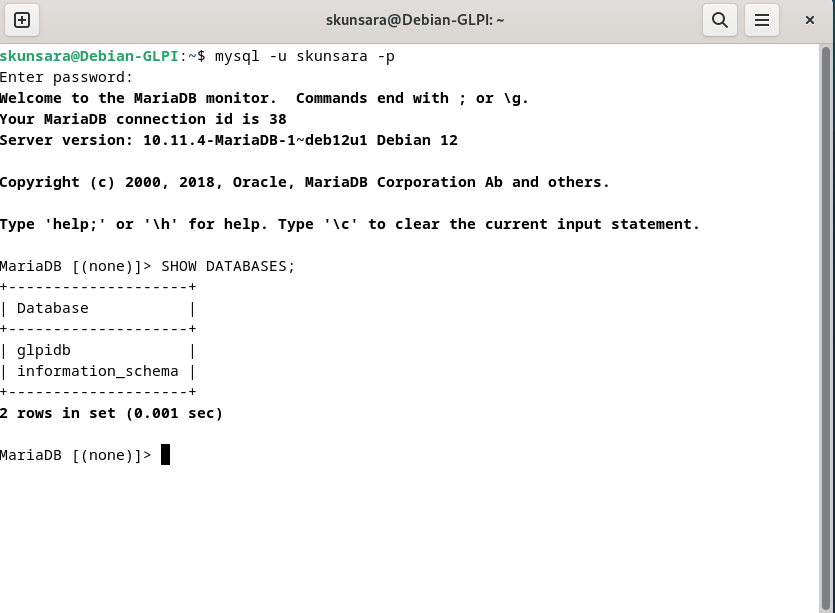 skunsara@Debian-GLPI: ~
skunsara@Debian-GLPI:~$ mysql -u skunsara -p
Enter password:
Welcome to the MariaDB monitor.  Commands end with ; or \g.
Your MariaDB connection id is 38
Server version: 10.11.4-MariaDB-1~deb12u1 Debian 12
Copyright (c) 2000, 2018, Oracle, MariaDB Corporation Ab and others.
Type 'help;' or '\h' for help. Type '\c' to clear the current input statement.
MariaDB [(none)]> SHOW DATABASES;
+--------------------+
| Database           |
+--------------------+
| glpidb             |
| information_schema |
+--------------------+
2 rows in set (0.001 sec)
MariaDB [(none)]>